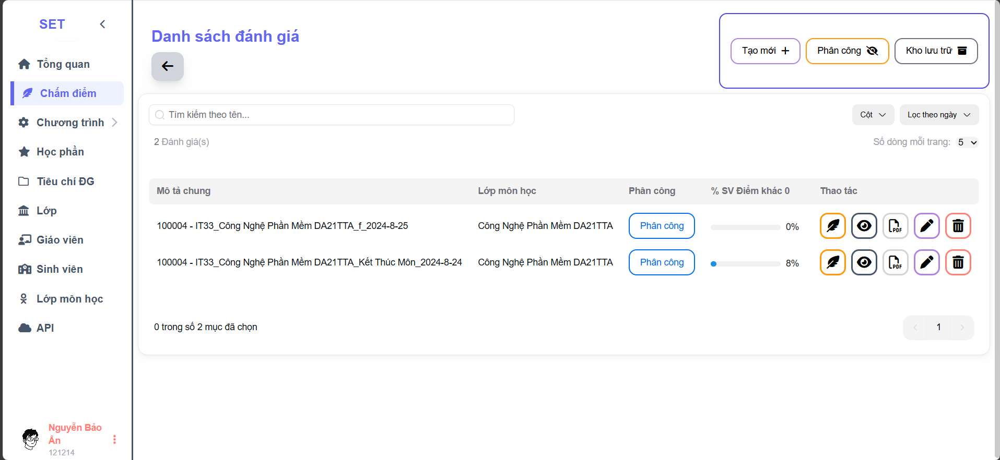 SET
Tổng quan
Chấm điểm
Chương trình
Học phần
Tiêu chí ĐG
Lớp
Giáo viên
Sinh viên
Lớp môn học
API
Nguyễn Bảo
Ân
121214
Danh sách đánh giá
Tạo mới
Phân công
Kho lưu trữ
Tìm kiếm theo tên...
Cột
Lọc theo ngày
2 Đánh giá(s)
Số dòng mỗi trang: 5
Mô tả chung Lớp môn học Phân công % SV Điểm khác 0 Thao tác
100004 - IT33_Công Nghệ Phần Mềm DA21TTA_f_2024-8-25 Công Nghệ Phần Mềm DA21TTA Phân công 0% PDF
100004 - IT33_Công Nghệ Phần Mềm DA21TTA_Kết Thúc Môn_2024-8-24 Công Nghệ Phần Mềm DA21TTA Phân công 8% PDF
0 trong số 2 mục đã chọn
1